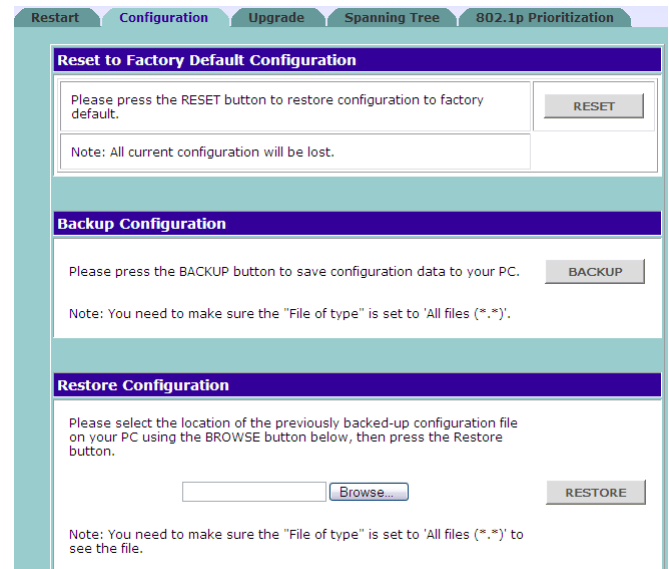 Restart Configuration Upgrade Spanning Tree 802.1p Prioritization
Reset to Factory Default Configuration
Please press the RESET button to restore configuration to factory
default.
RESET
Note: All current configuration will be lost.
Backup Configuration
Please press the BACKUP button to save configuration data to your PC.
BACKUP
Note: You need to make sure the "File of type" is set to 'All files (*.*)'.
Restore Configuration
Please select the location of the previously backed-up configuration file
on your PC using the BROWSE button below, then press the Restore
button.
Browse...
RESTORE
Note: You need to make sure the "File of type" is set to 'All files (*.*)' to
see the file.